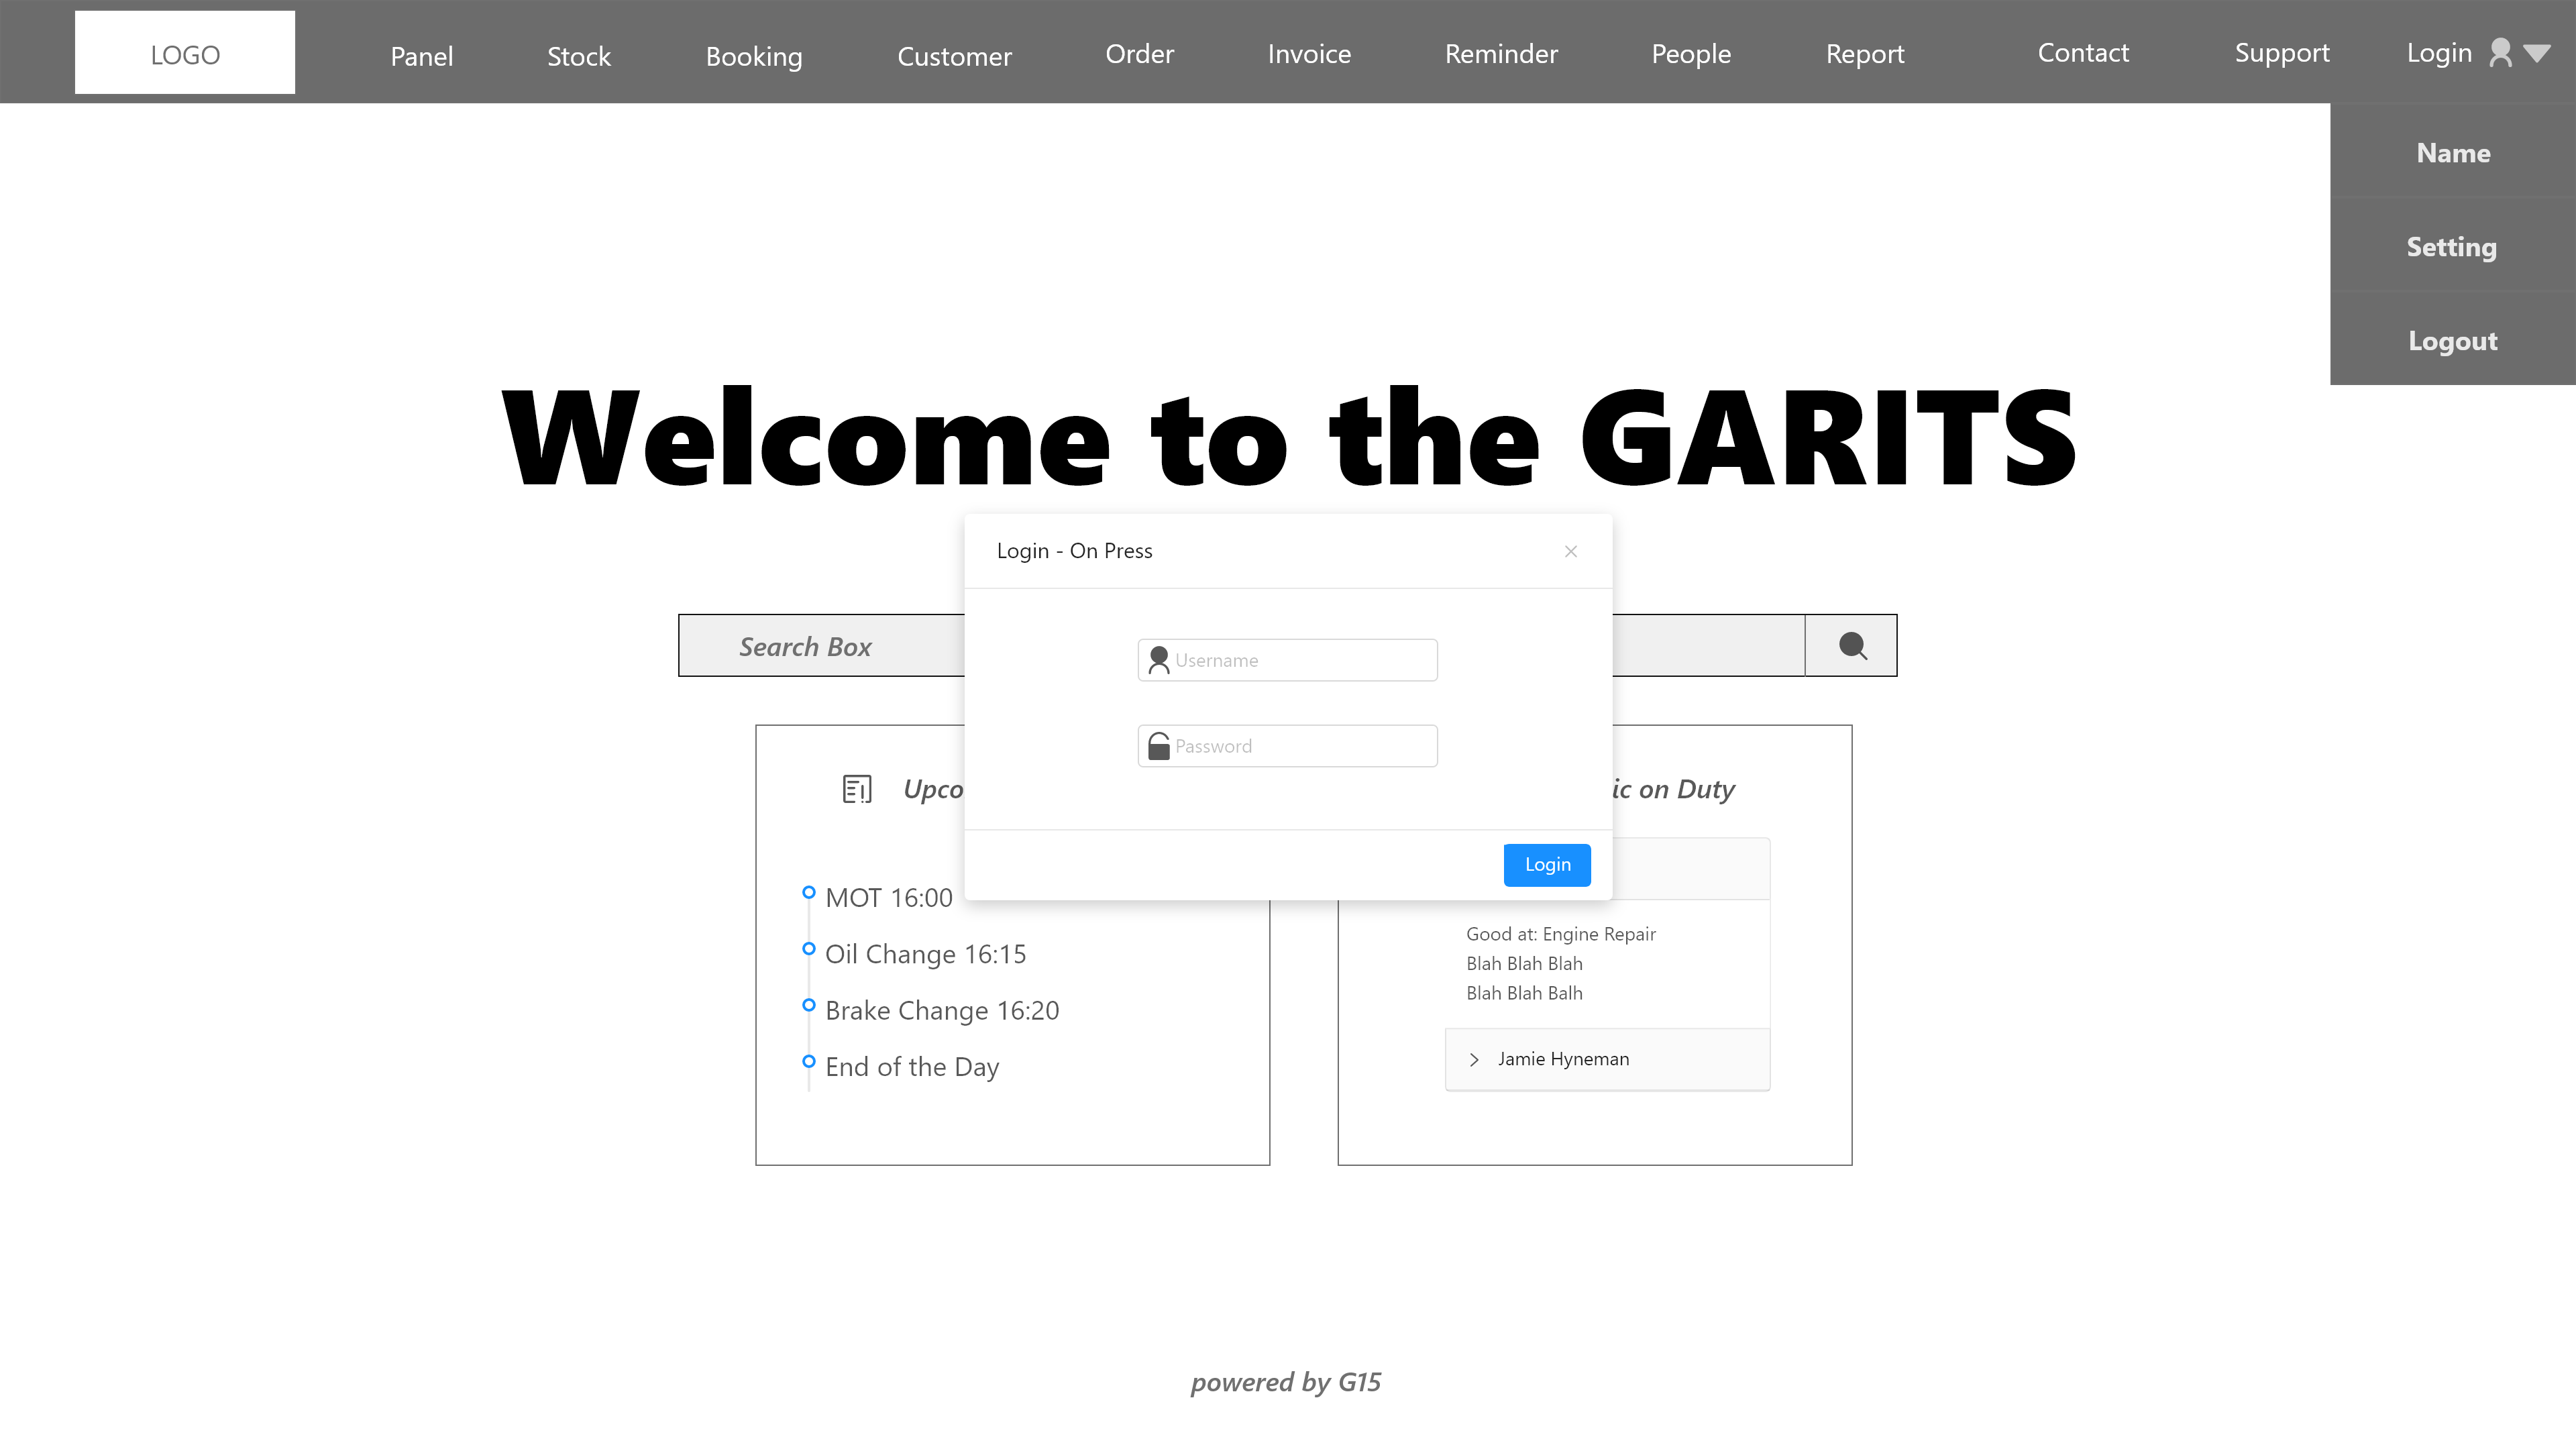 LOGO
Panel
Stock
Booking
Customer
Order
Invoice
Reminder
People
Report
Contact
Support
Login
Name
Setting
Logout
Welcome to the GARITS
Login - On Press
Search Box
Username
Password
Upco
ic on Duty
Login
MOT 16:00
Oil Change 16:15
Brake Change 16:20
End of the Day
Good at: Engine Repair
Blah Blah Blah
Blah Blah Balh
Jamie Hyneman
powered by G15